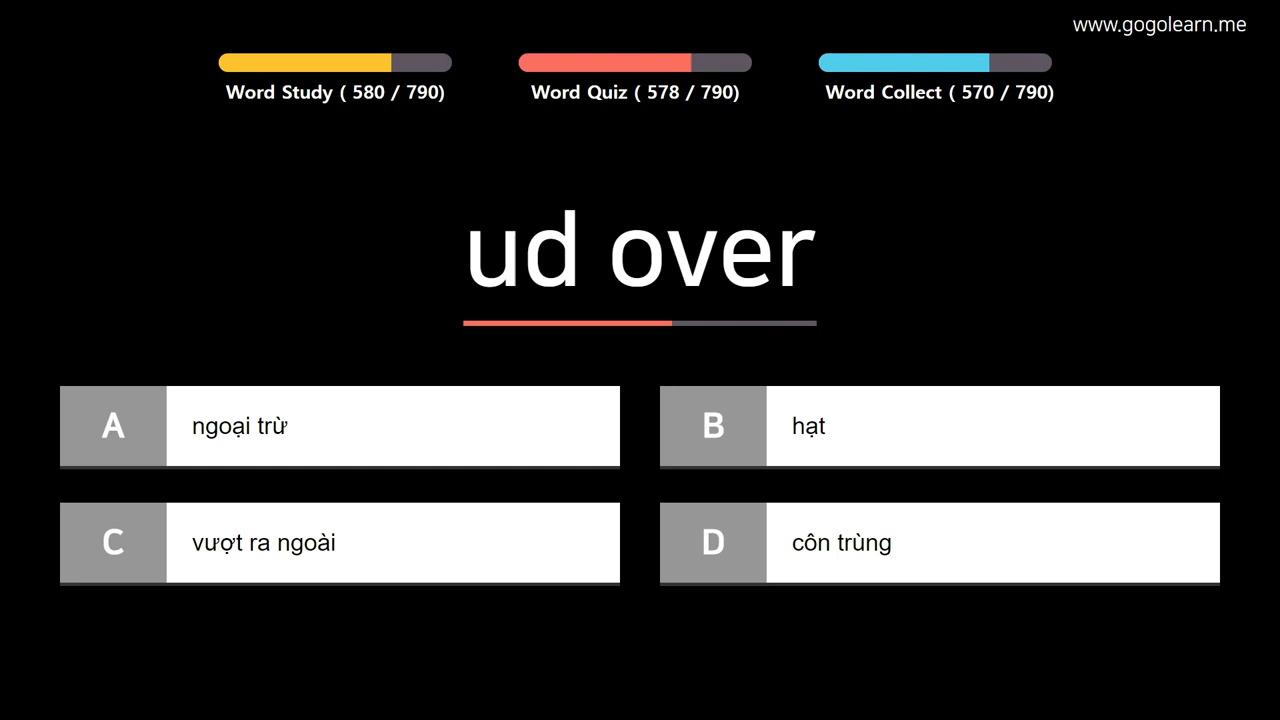 www.gogolearn.me
Word Study ( 580 / 790)
Word Quiz ( 578 / 790)
Word Collect ( 570 / 790)
ud over
A
ngoại trừ
B
hạt
C
vượt ra ngoài
D
côn trùng